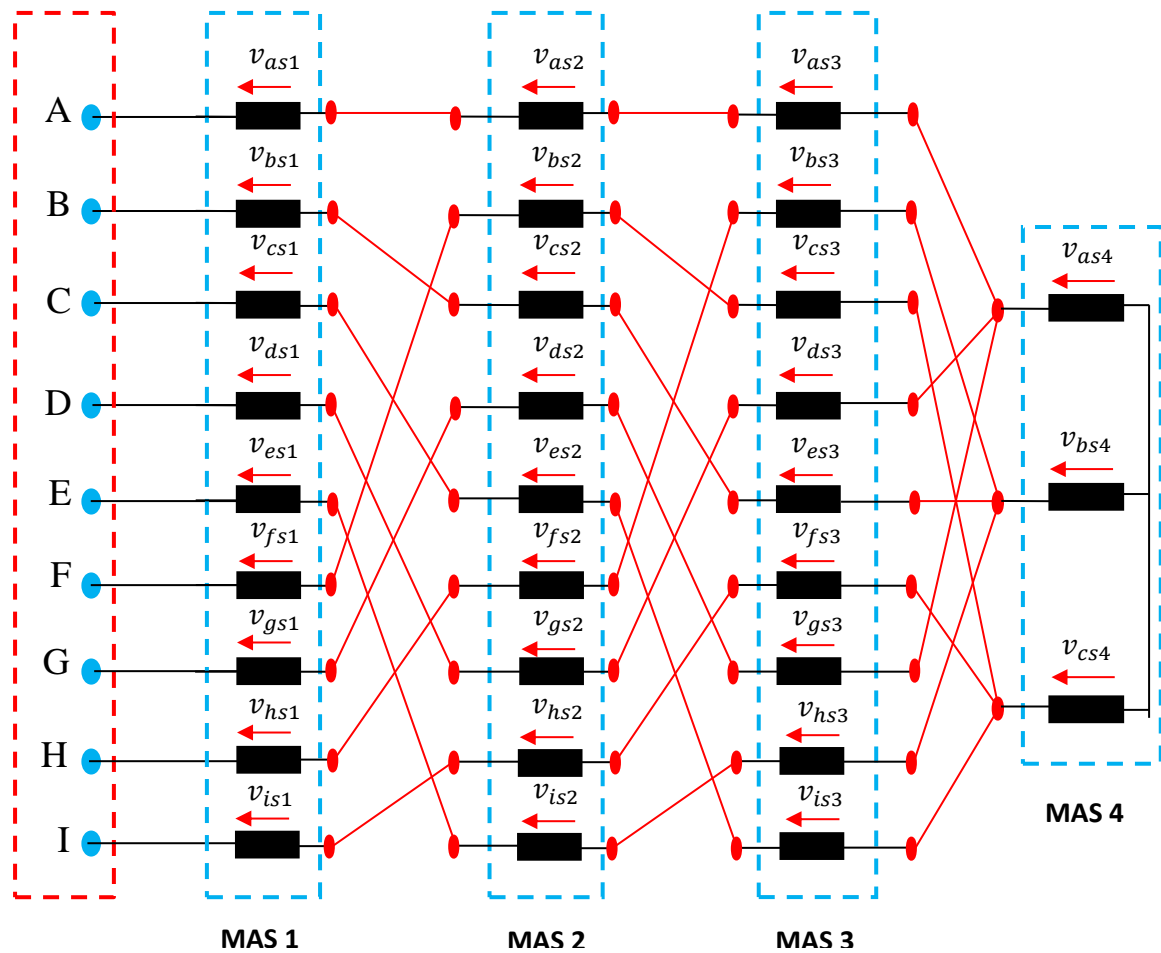 v_as1 v_as2 v_as3
A
v_bs1 v_bs2 v_bs3
B
v_cs1 v_cs2 v_cs3 v_as4
C
v_ds1 v_ds2 v_ds3
D
v_es1 v_es2 v_es3 v_bs4
E
v_fs1 v_fs2 v_fs3
F
v_gs1 v_gs2 v_gs3 v_cs4
G
v_hs1 v_hs2 v_hs3
H
v_is1 v_is2 v_is3
MAS 4
I
MAS 1 MAS 2 MAS 3